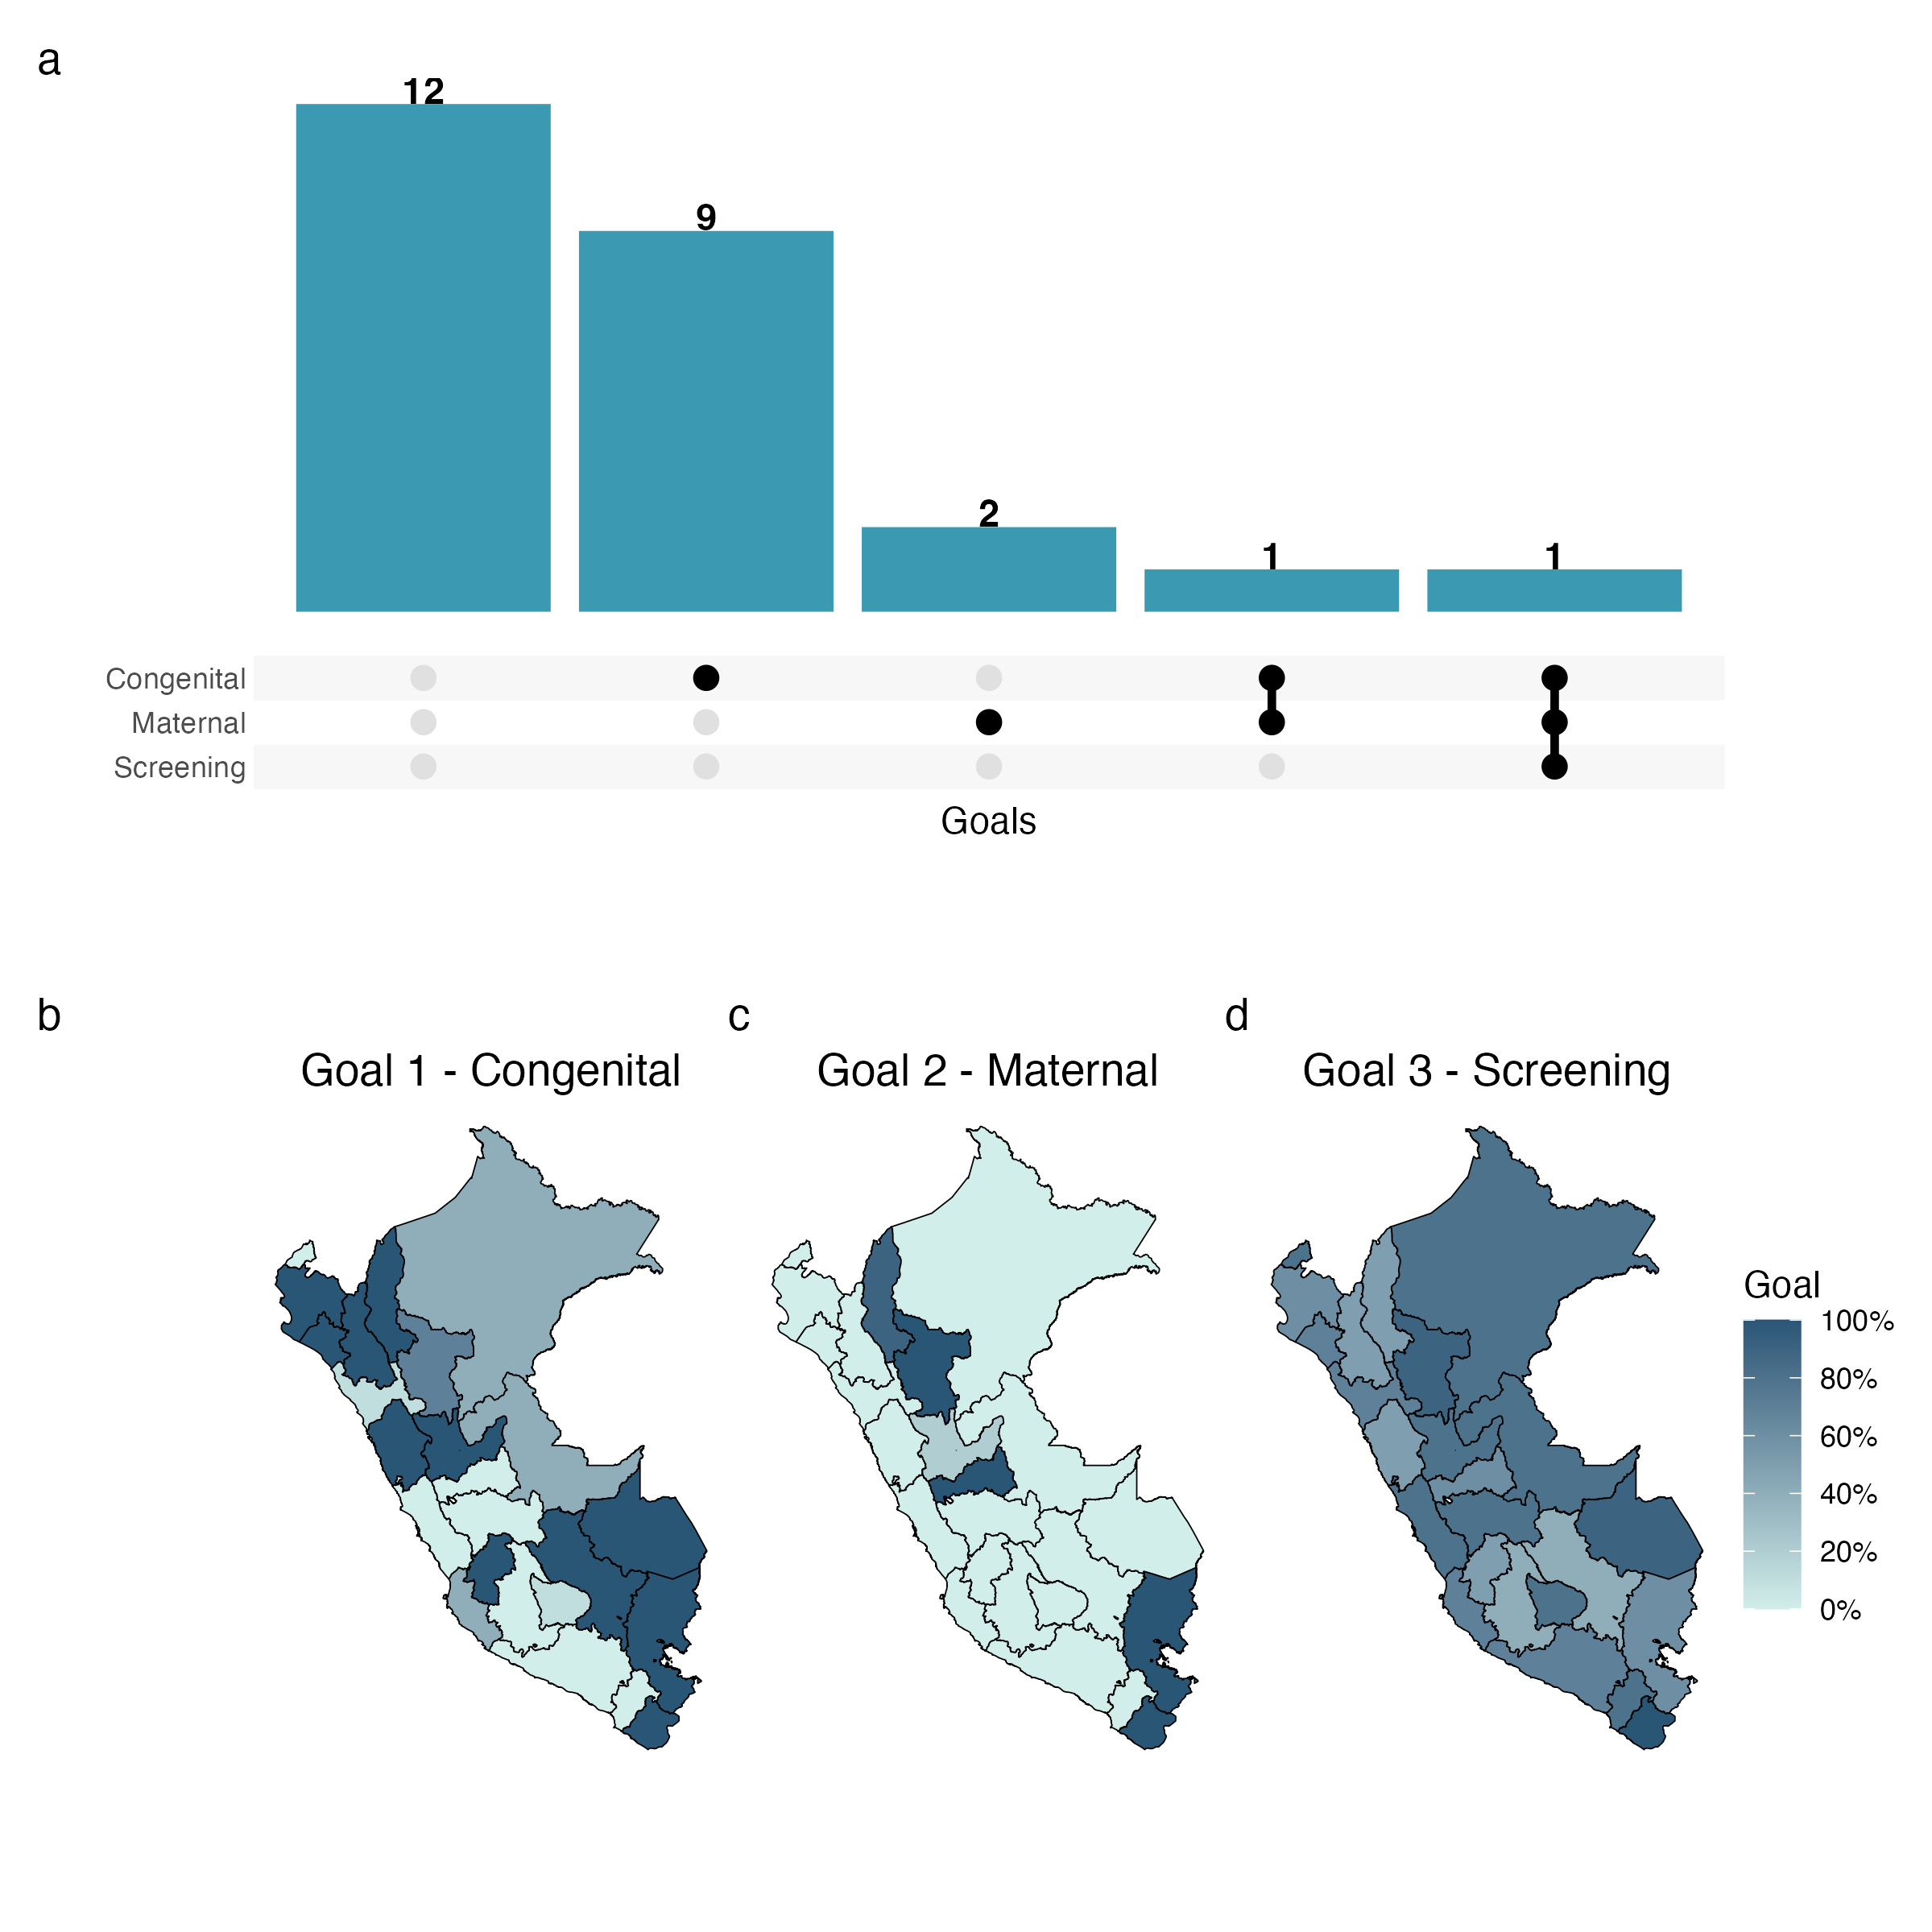 a
12
9
2
1
1
Congenital
Maternal
Screening
Goals
b
c
d
Goal 1 - Congenital
Goal 2 - Maternal
Goal 3 - Screening
Goal
100%
80%
60%
40%
20%
0%